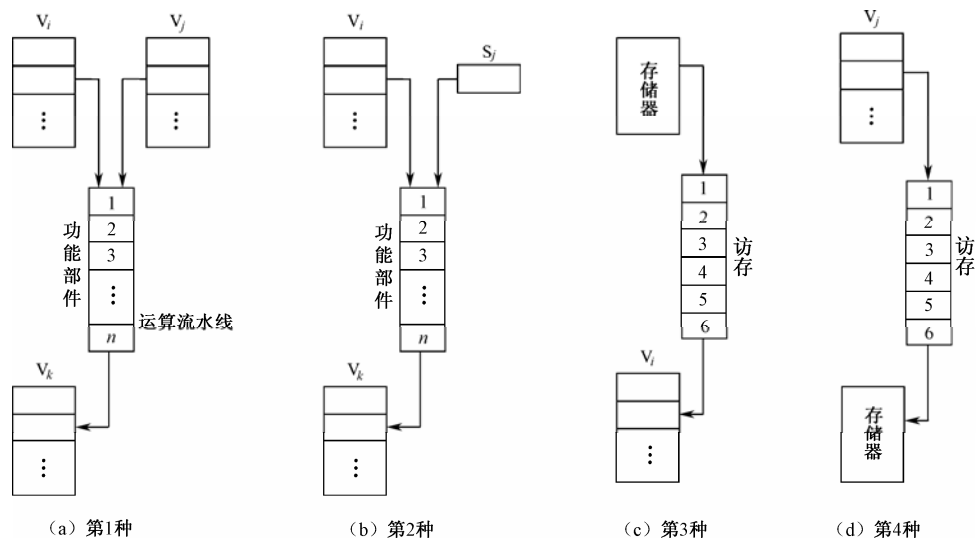 Vi
Vj
1
2
3
⋮
n
功能部件
运算流水线
Vk
(a) 第1种
Vi
Sj
1
2
3
⋮
n
功能部件
Vk
(b) 第2种
存储器
1
2
3
4
5
6
访存
Vi
(c) 第3种
Vj
1
2
3
4
5
6
访存
存储器
(d) 第4种